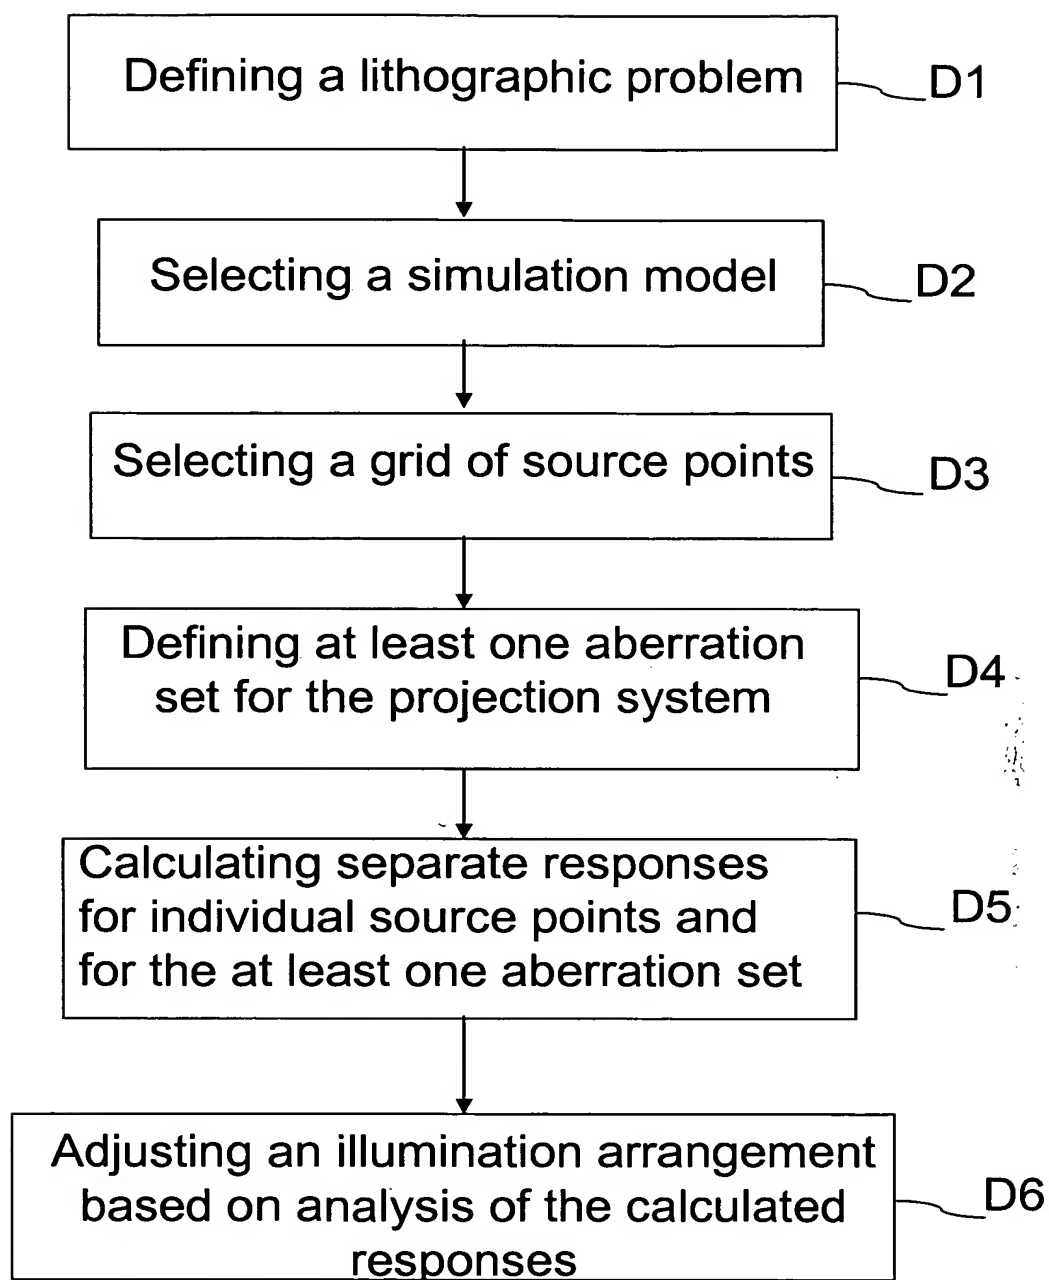 Defining a lithographic problem
D1
Selecting a simulation model
D2
Selecting a grid of source points
D3
Defining at least one aberration
set for the projection system
D4
Calculating separate responses
for individual source points and
for the at least one aberration set
D5
Adjusting an illumination arrangement
based on analysis of the calculated
responses
D6